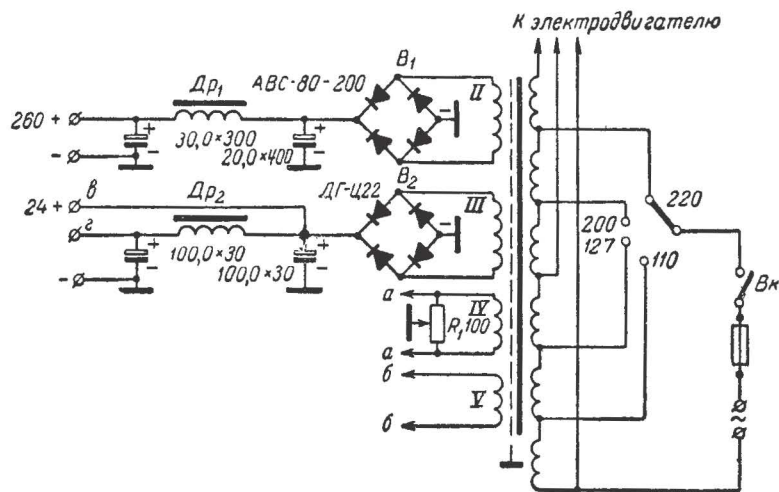 К электродвигателю
Др₁
АВС-80-200
В₁
II
260 +
+
+
-
-
-
-
30,0×300
20,0×400
220
в
24 +
Др₂
ДГ-Ц22
В₂
III
200
127
110
г
+
+
-
-
-
-
100,0×30
100,0×30
Вк
а
IV
R₁ 100
а
б
V
б
~